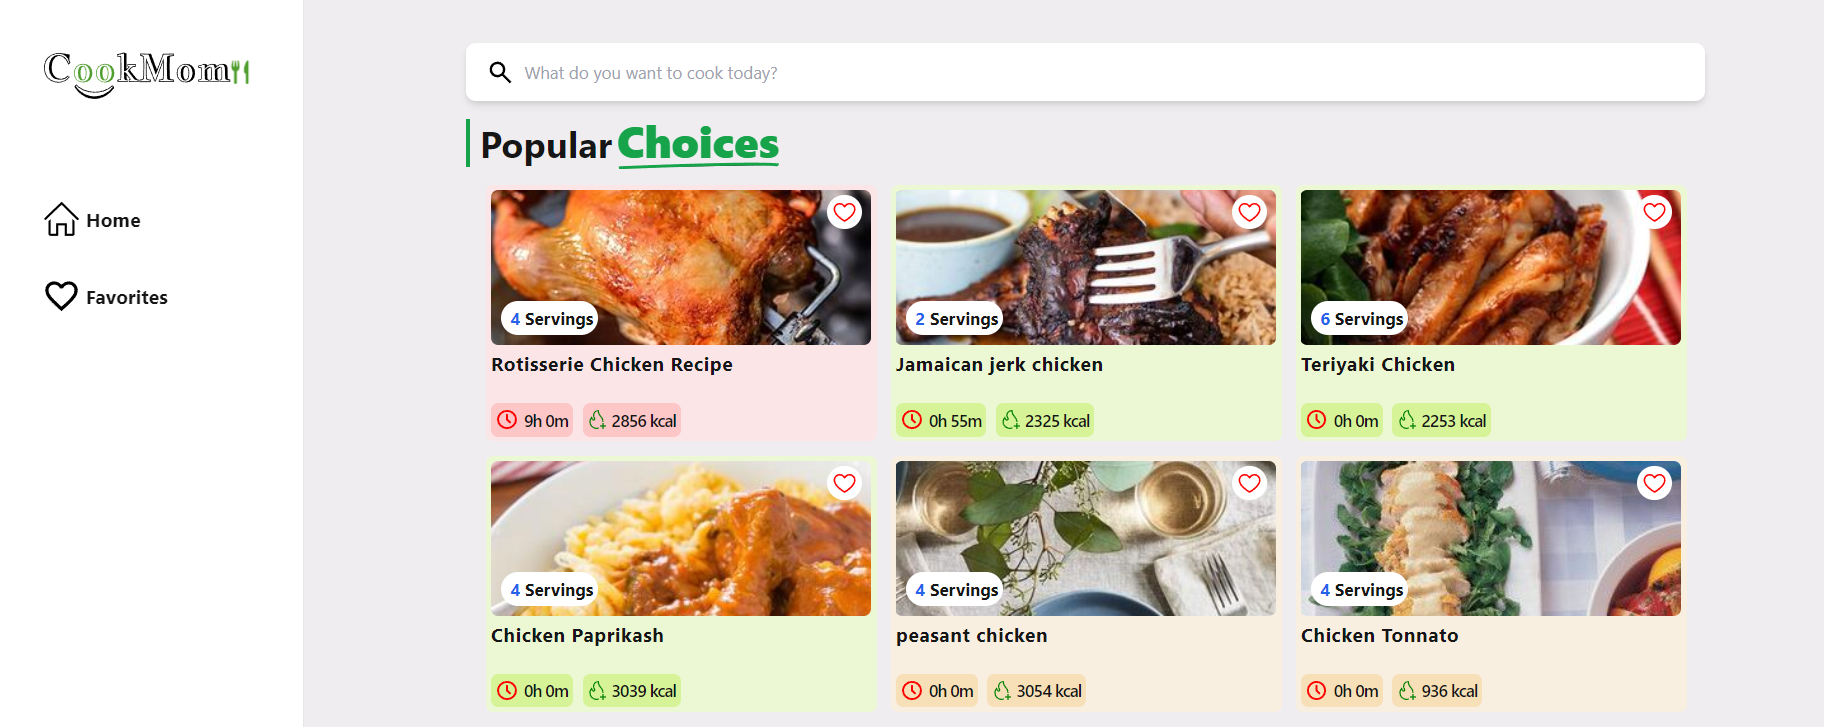 CookMom
What do you want to cook today?
Popular Choices
Home
Favorites
4 Servings
Rotisserie Chicken Recipe
9h 0m
2856 kcal
2 Servings
Jamaican jerk chicken
0h 55m
2325 kcal
6 Servings
Teriyaki Chicken
0h 0m
2253 kcal
4 Servings
Chicken Paprikash
0h 0m
3039 kcal
4 Servings
peasant chicken
0h 0m
3054 kcal
4 Servings
Chicken Tonnato
0h 0m
936 kcal